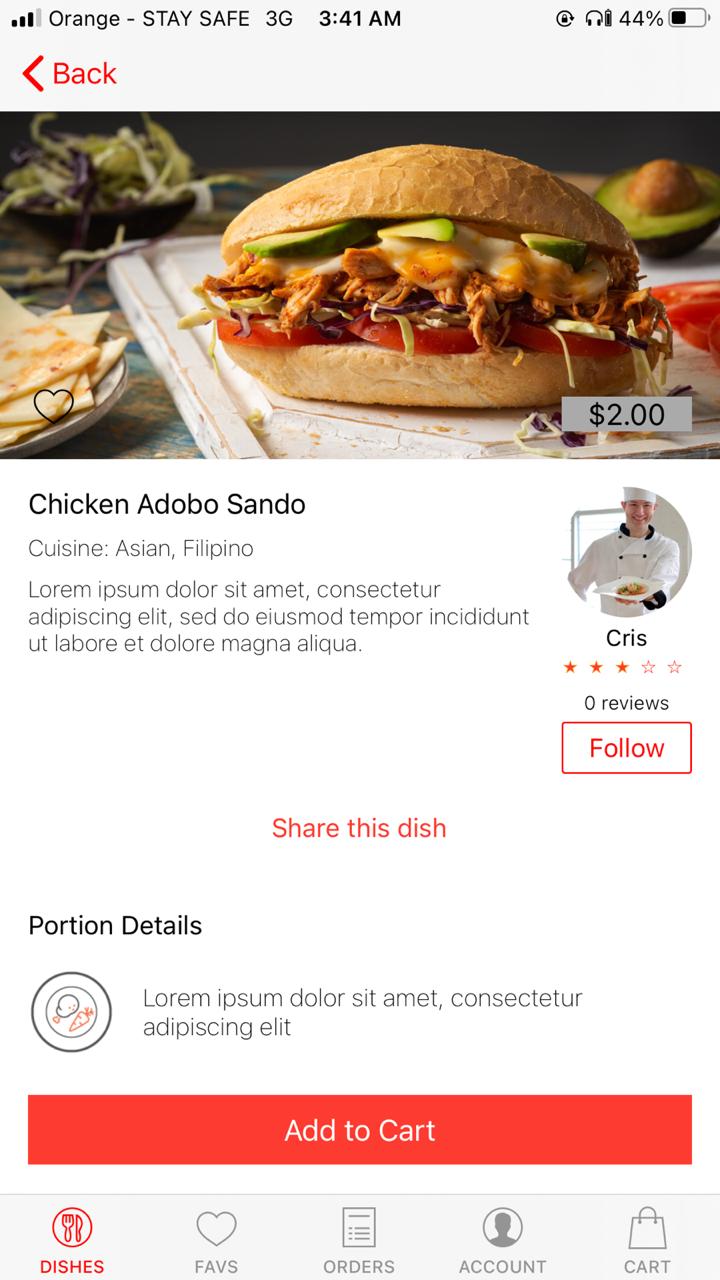 Orange - STAY SAFE 3G 3:41 AM 44%
Back
$2.00
Chicken Adobo Sando
Cuisine: Asian, Filipino
Lorem ipsum dolor sit amet, consectetur
adipiscing elit, sed do eiusmod tempor incididunt
ut labore et dolore magna aliqua.
Cris
0 reviews
Follow
Share this dish
Portion Details
Lorem ipsum dolor sit amet, consectetur
adipiscing elit
Add to Cart
DISHES FAVS ORDERS ACCOUNT CART